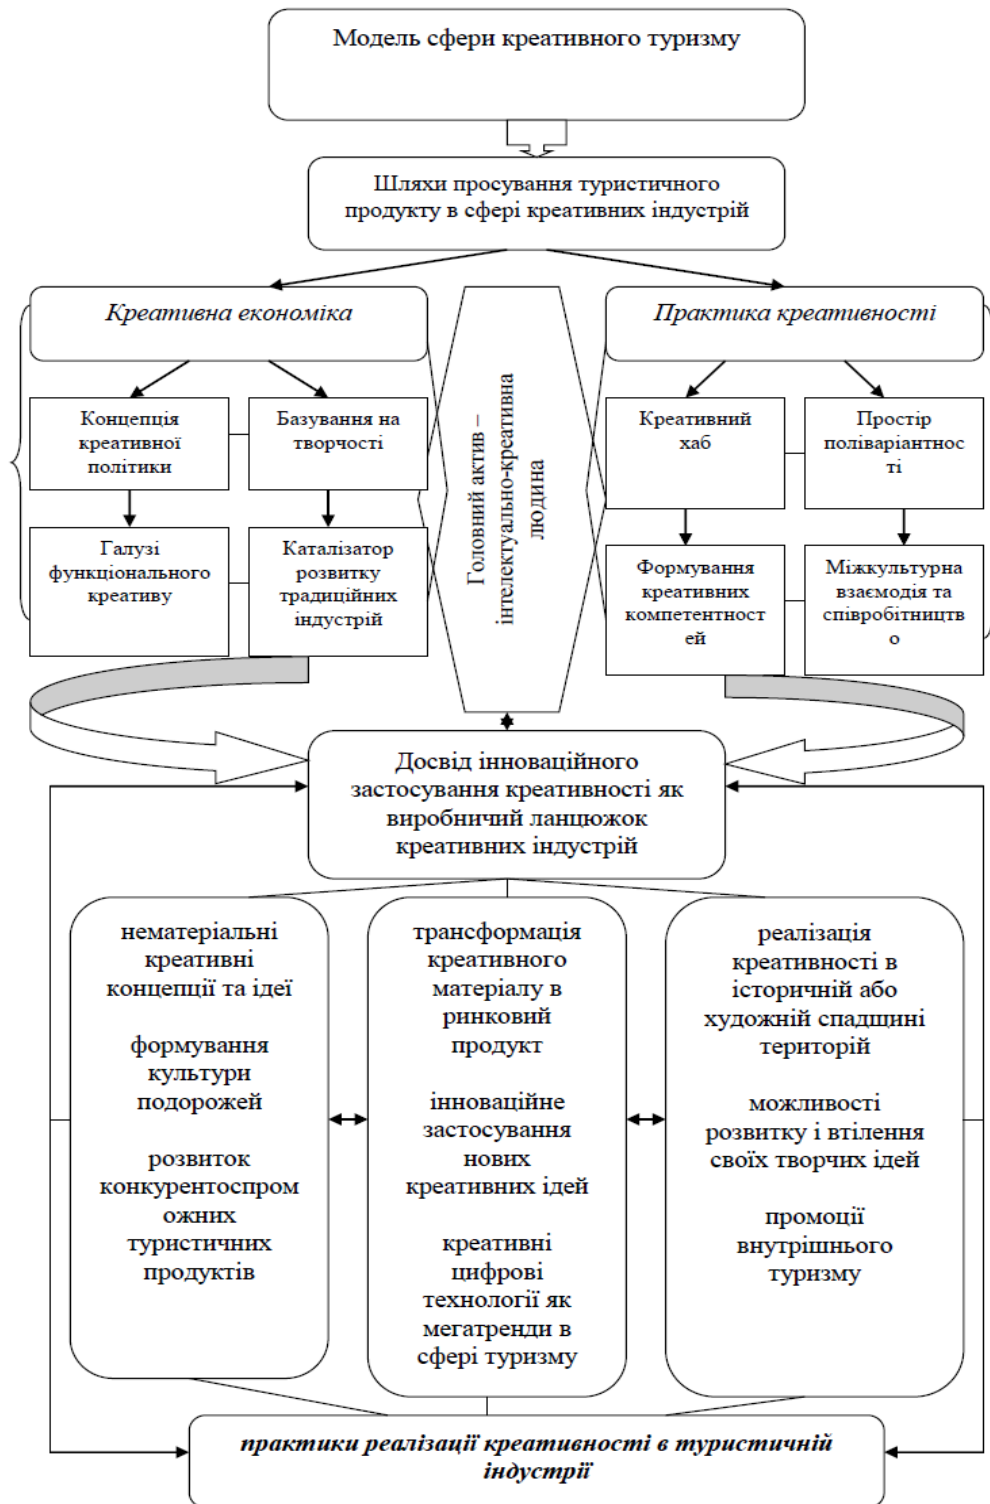 Модель сфери креативного туризму
Шляхи просування туристичного
продукту в сфері креативних індустрій
Креативна економіка
Практика креативності
Концепція
креативної
політики
Базування на
творчості
Галузі
функціонального
креативу
Каталізатор
розвитку
традиційних
індустрій
Головний актив –
інтелектуально-креативна
людина
Креативний
хаб
Простір
поліваріантнос
ті
Формування
креативних
компетентност
ей
Міжкультурна
взаємодія та
співробітництв
о
Досвід інноваційного
застосування креативності як
виробничий ланцюжок
креативних індустрій
нематеріальні
креативні
концепції та ідеї
формування
культури
подорожей
розвиток
конкурентоспром
ожних
туристичних
продуктів
трансформація
креативного
матеріалу в
ринковий
продукт
інноваційне
застосування
нових
креативних ідей
креативні
цифрові
технології як
мегатренди в
сфері туризму
реалізація
креативності в
історичній або
художній спадщині
територій
можливості
розвитку і втілення
своїх творчих ідей
промоції
внутрішнього
туризму
практики реалізації креативності в туристичній
індустрії